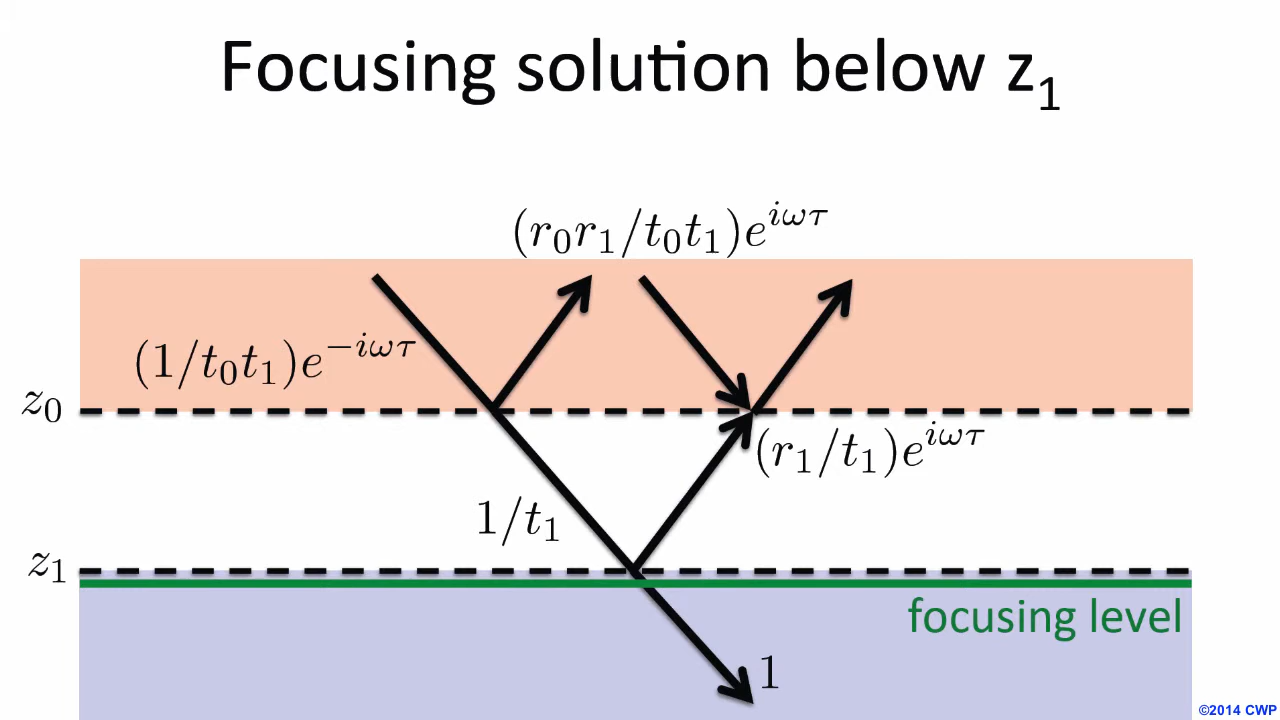 Focusing solution below z₁
(r₀r₁/t₀t₁)e^{iωτ}
(1/t₀t₁)e^{−iωτ}
z₀
(r₁/t₁)e^{iωτ}
1/t₁
z₁
focusing level
1
©2014 CWP